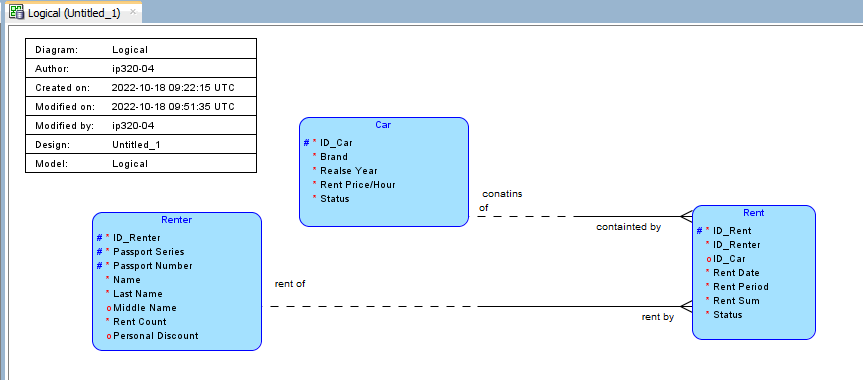 Logical (Untitled_1)
Diagram: Logical
Author: ip320-04
Created on: 2022-10-18 09:22:15 UTC
Modified on: 2022-10-18 09:51:35 UTC
Modified by: ip320-04
Design: Untitled_1
Model: Logical
Car
# * ID_Car
* Brand
* Realse Year
* Rent Price/Hour
* Status
conatins
of
containted by
Renter
# * ID_Renter
# * Passport Series
# * Passport Number
* Name
* Last Name
o Middle Name
* Rent Count
o Personal Discount
rent of
rent by
Rent
# * ID_Rent
* ID_Renter
o ID_Car
* Rent Date
* Rent Period
* Rent Sum
* Status